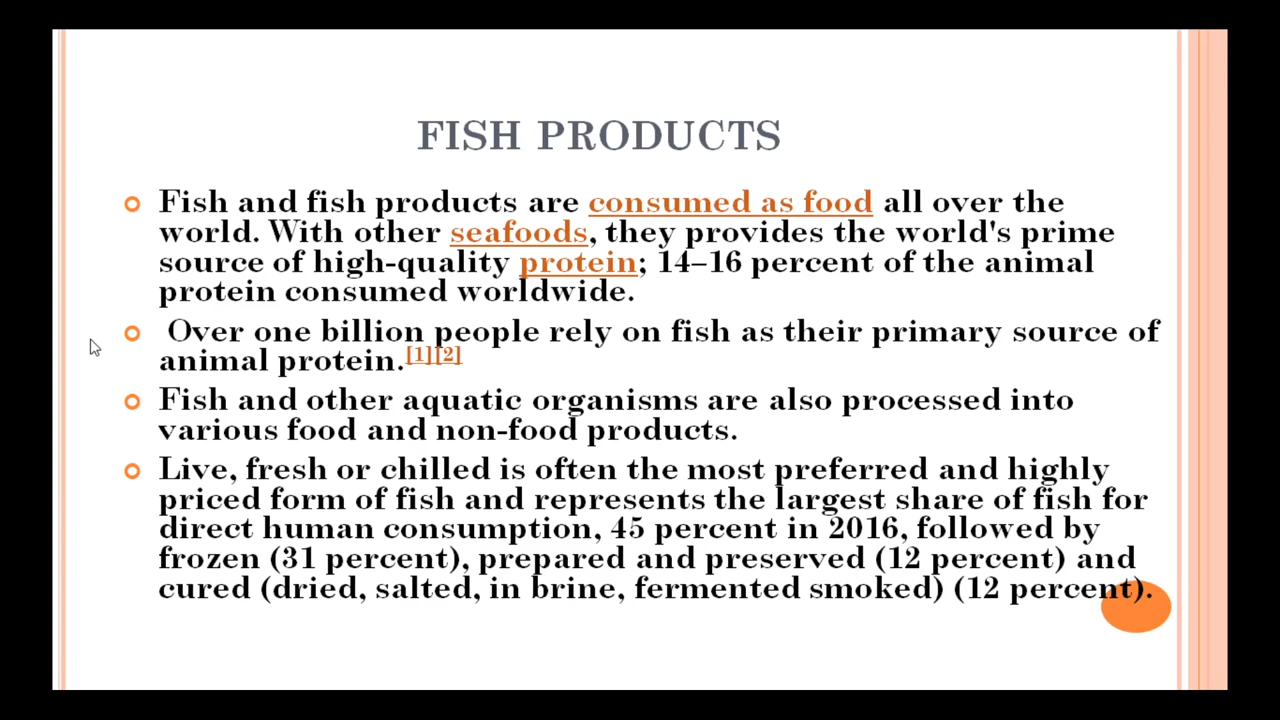 FISH PRODUCTS
Fish and fish products are consumed as food all over the
world. With other seafoods, they provides the world's prime
source of high-quality protein; 14–16 percent of the animal
protein consumed worldwide.
Over one billion people rely on fish as their primary source of
animal protein.[1][2]
Fish and other aquatic organisms are also processed into
various food and non-food products.
Live, fresh or chilled is often the most preferred and highly
priced form of fish and represents the largest share of fish for
direct human consumption, 45 percent in 2016, followed by
frozen (31 percent), prepared and preserved (12 percent) and
cured (dried, salted, in brine, fermented smoked) (12 percent).